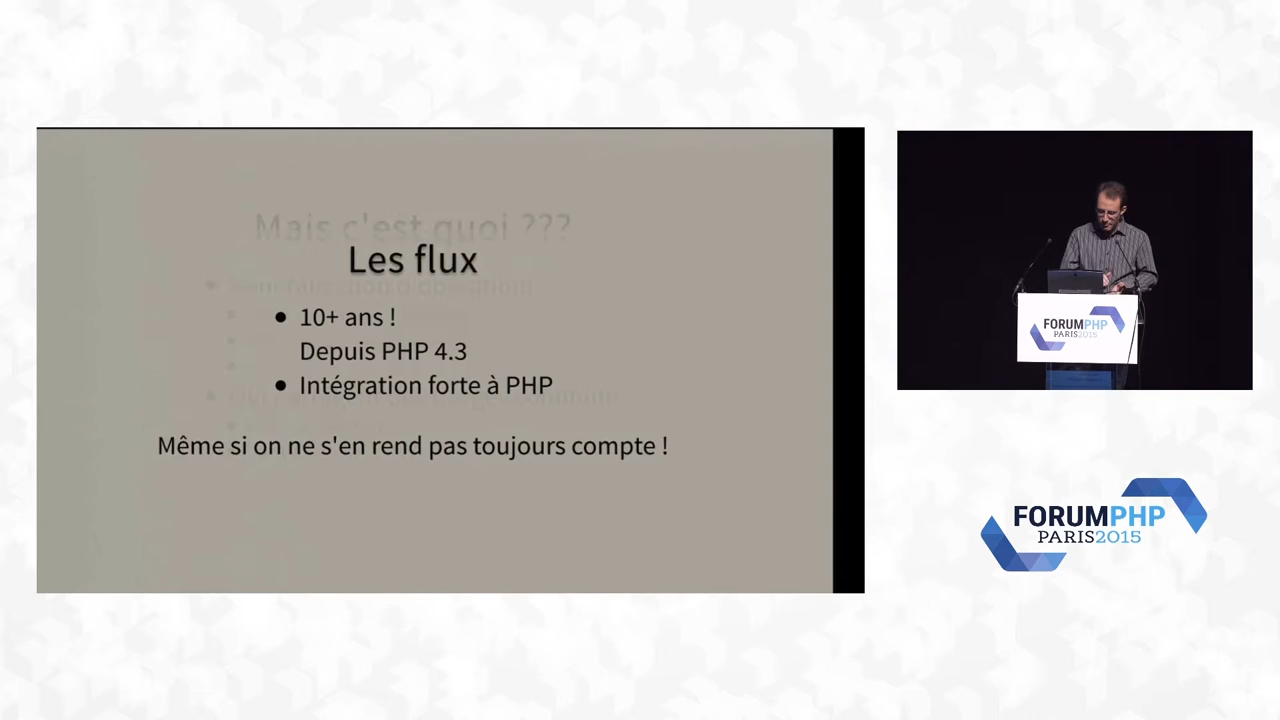 Mais c'est quoi ???
Les flux
10+ ans !
Depuis PHP 4.3
Intégration forte à PHP
Même si on ne s'en rend pas toujours compte !
FORUMPHP
PARIS2015
FORUMPHP
PARIS2015